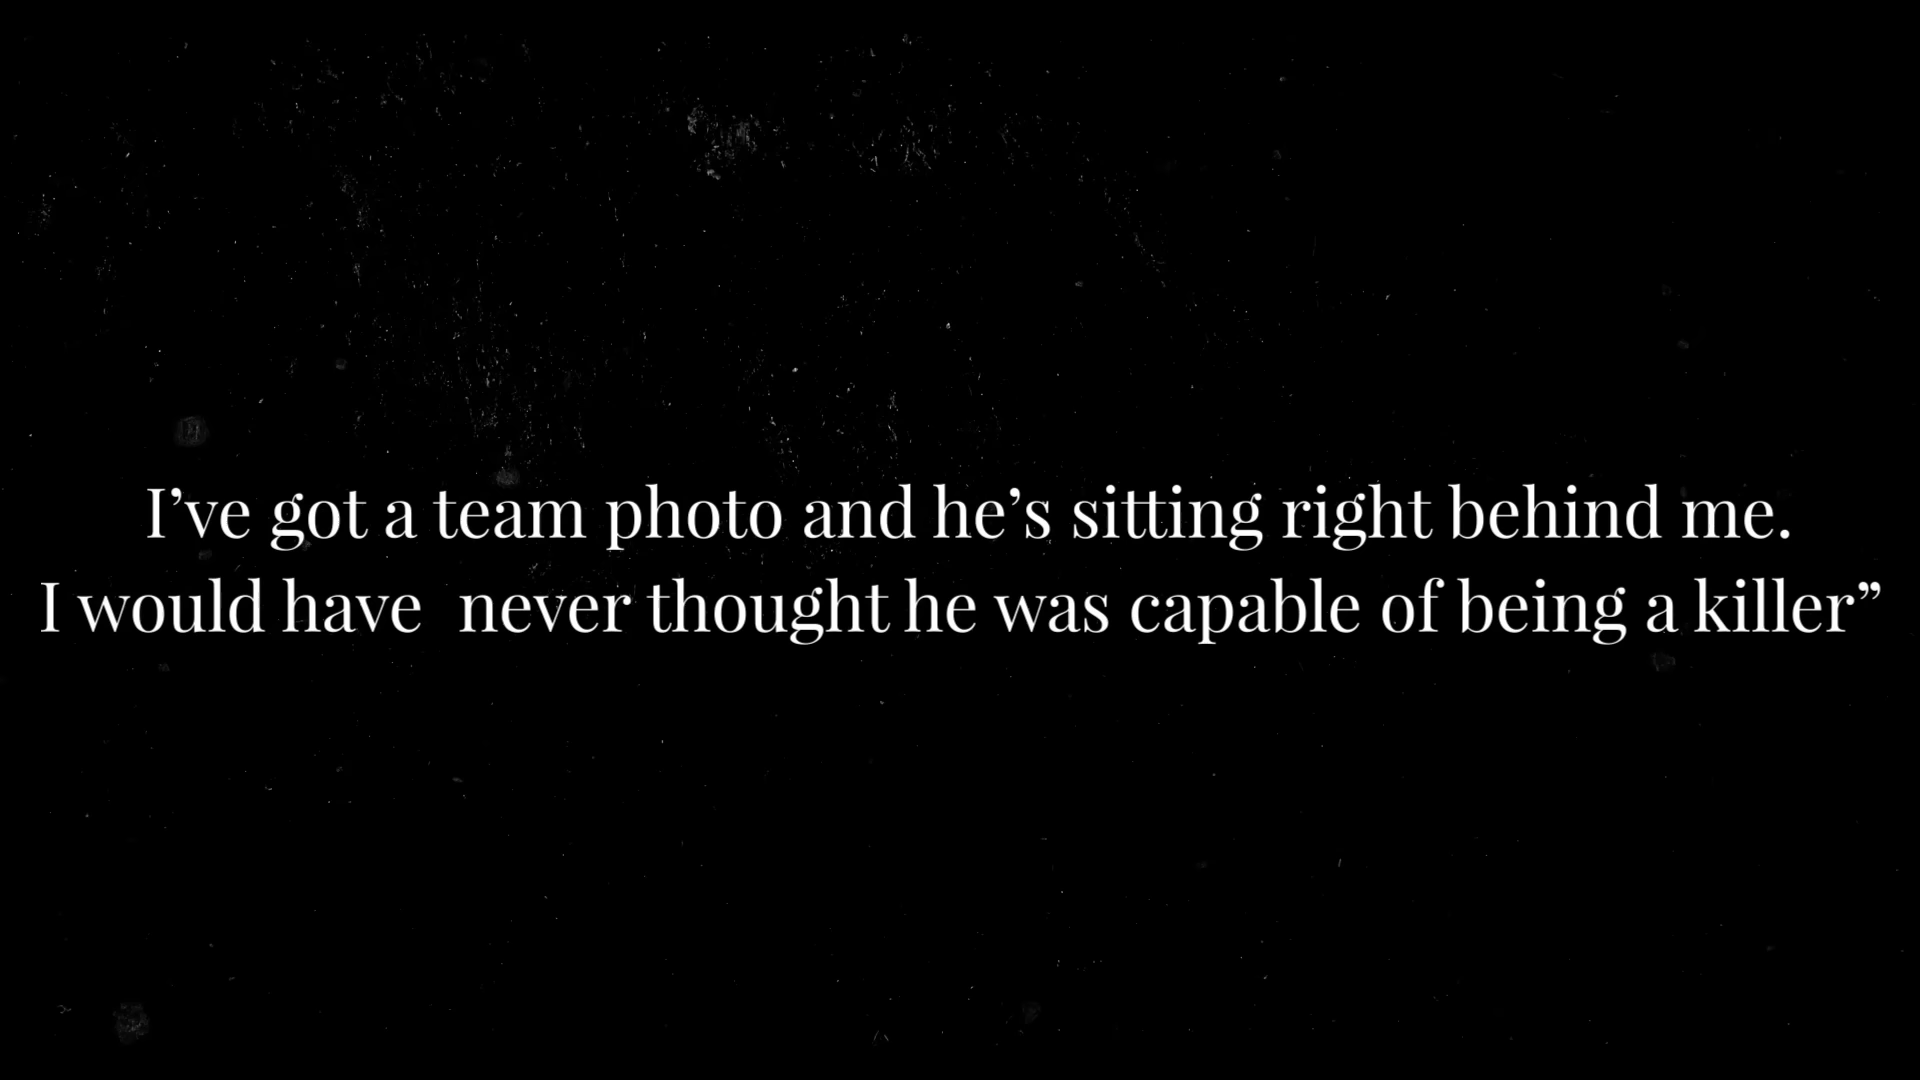 I’ve got a team photo and he’s sitting right behind me.
I would have  never thought he was capable of being a killer”